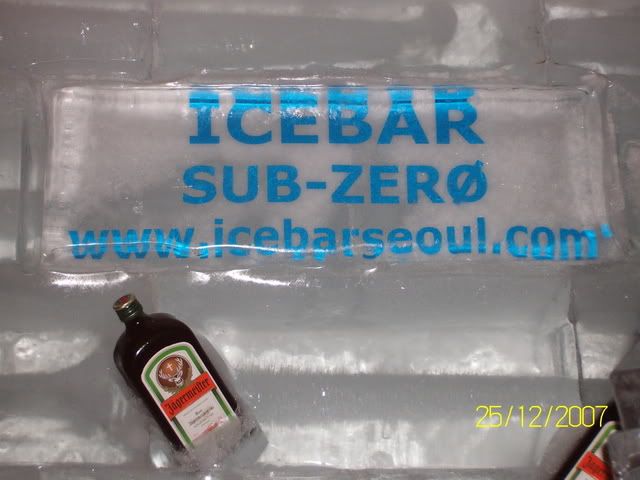 ICEBAR
SUB-ZERØ
www.icebarseoul.com
Jägermeister
25/12/2007